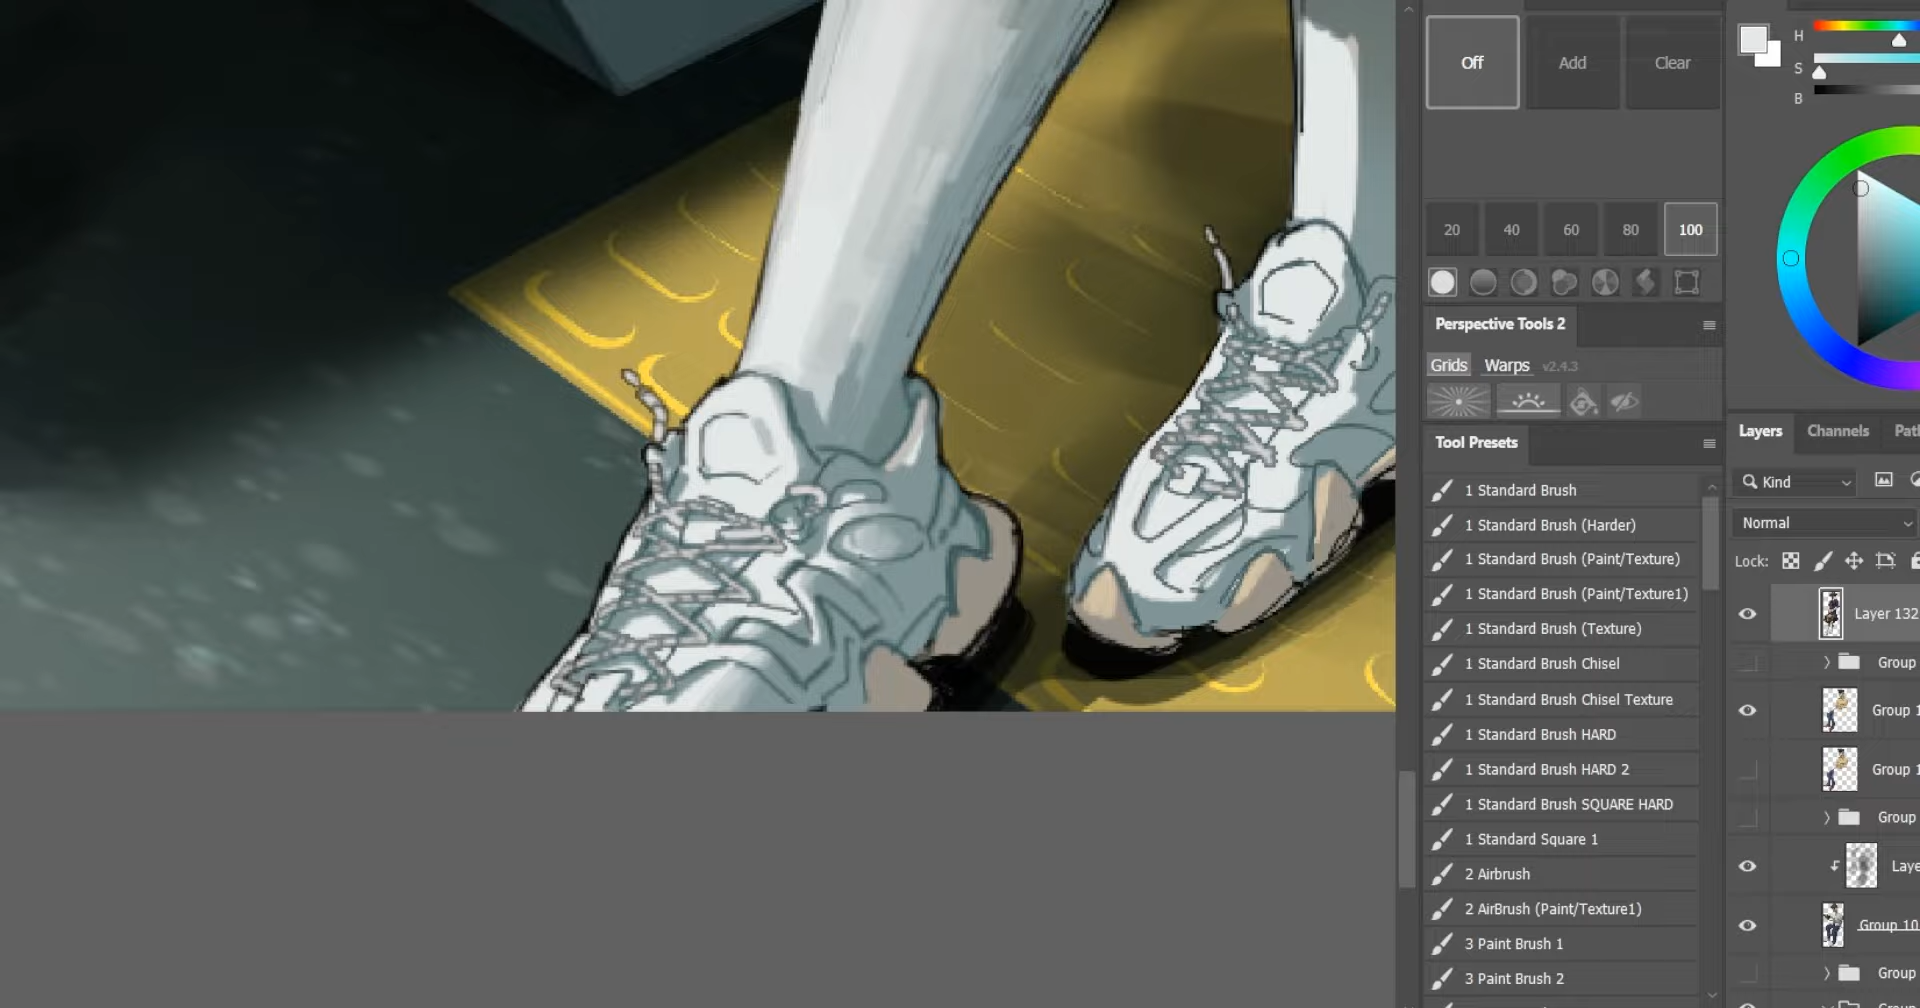 Off
Add
Clear
20
40
60
80
100
Perspective Tools 2
Grids
Warps
v2.4.3
Tool Presets
1 Standard Brush
1 Standard Brush (Harder)
1 Standard Brush (Paint/Texture)
1 Standard Brush (Paint/Texture1)
1 Standard Brush (Texture)
1 Standard Brush Chisel
1 Standard Brush Chisel Texture
1 Standard Brush HARD
1 Standard Brush HARD 2
1 Standard Brush SQUARE HARD
1 Standard Square 1
2 Airbrush
2 AirBrush (Paint/Texture1)
3 Paint Brush 1
3 Paint Brush 2
H
S
B
Layers
Channels
Kind
Normal
Lock:
Layer 132
Group
Group 1
Group 1
Group
Group 10
Group